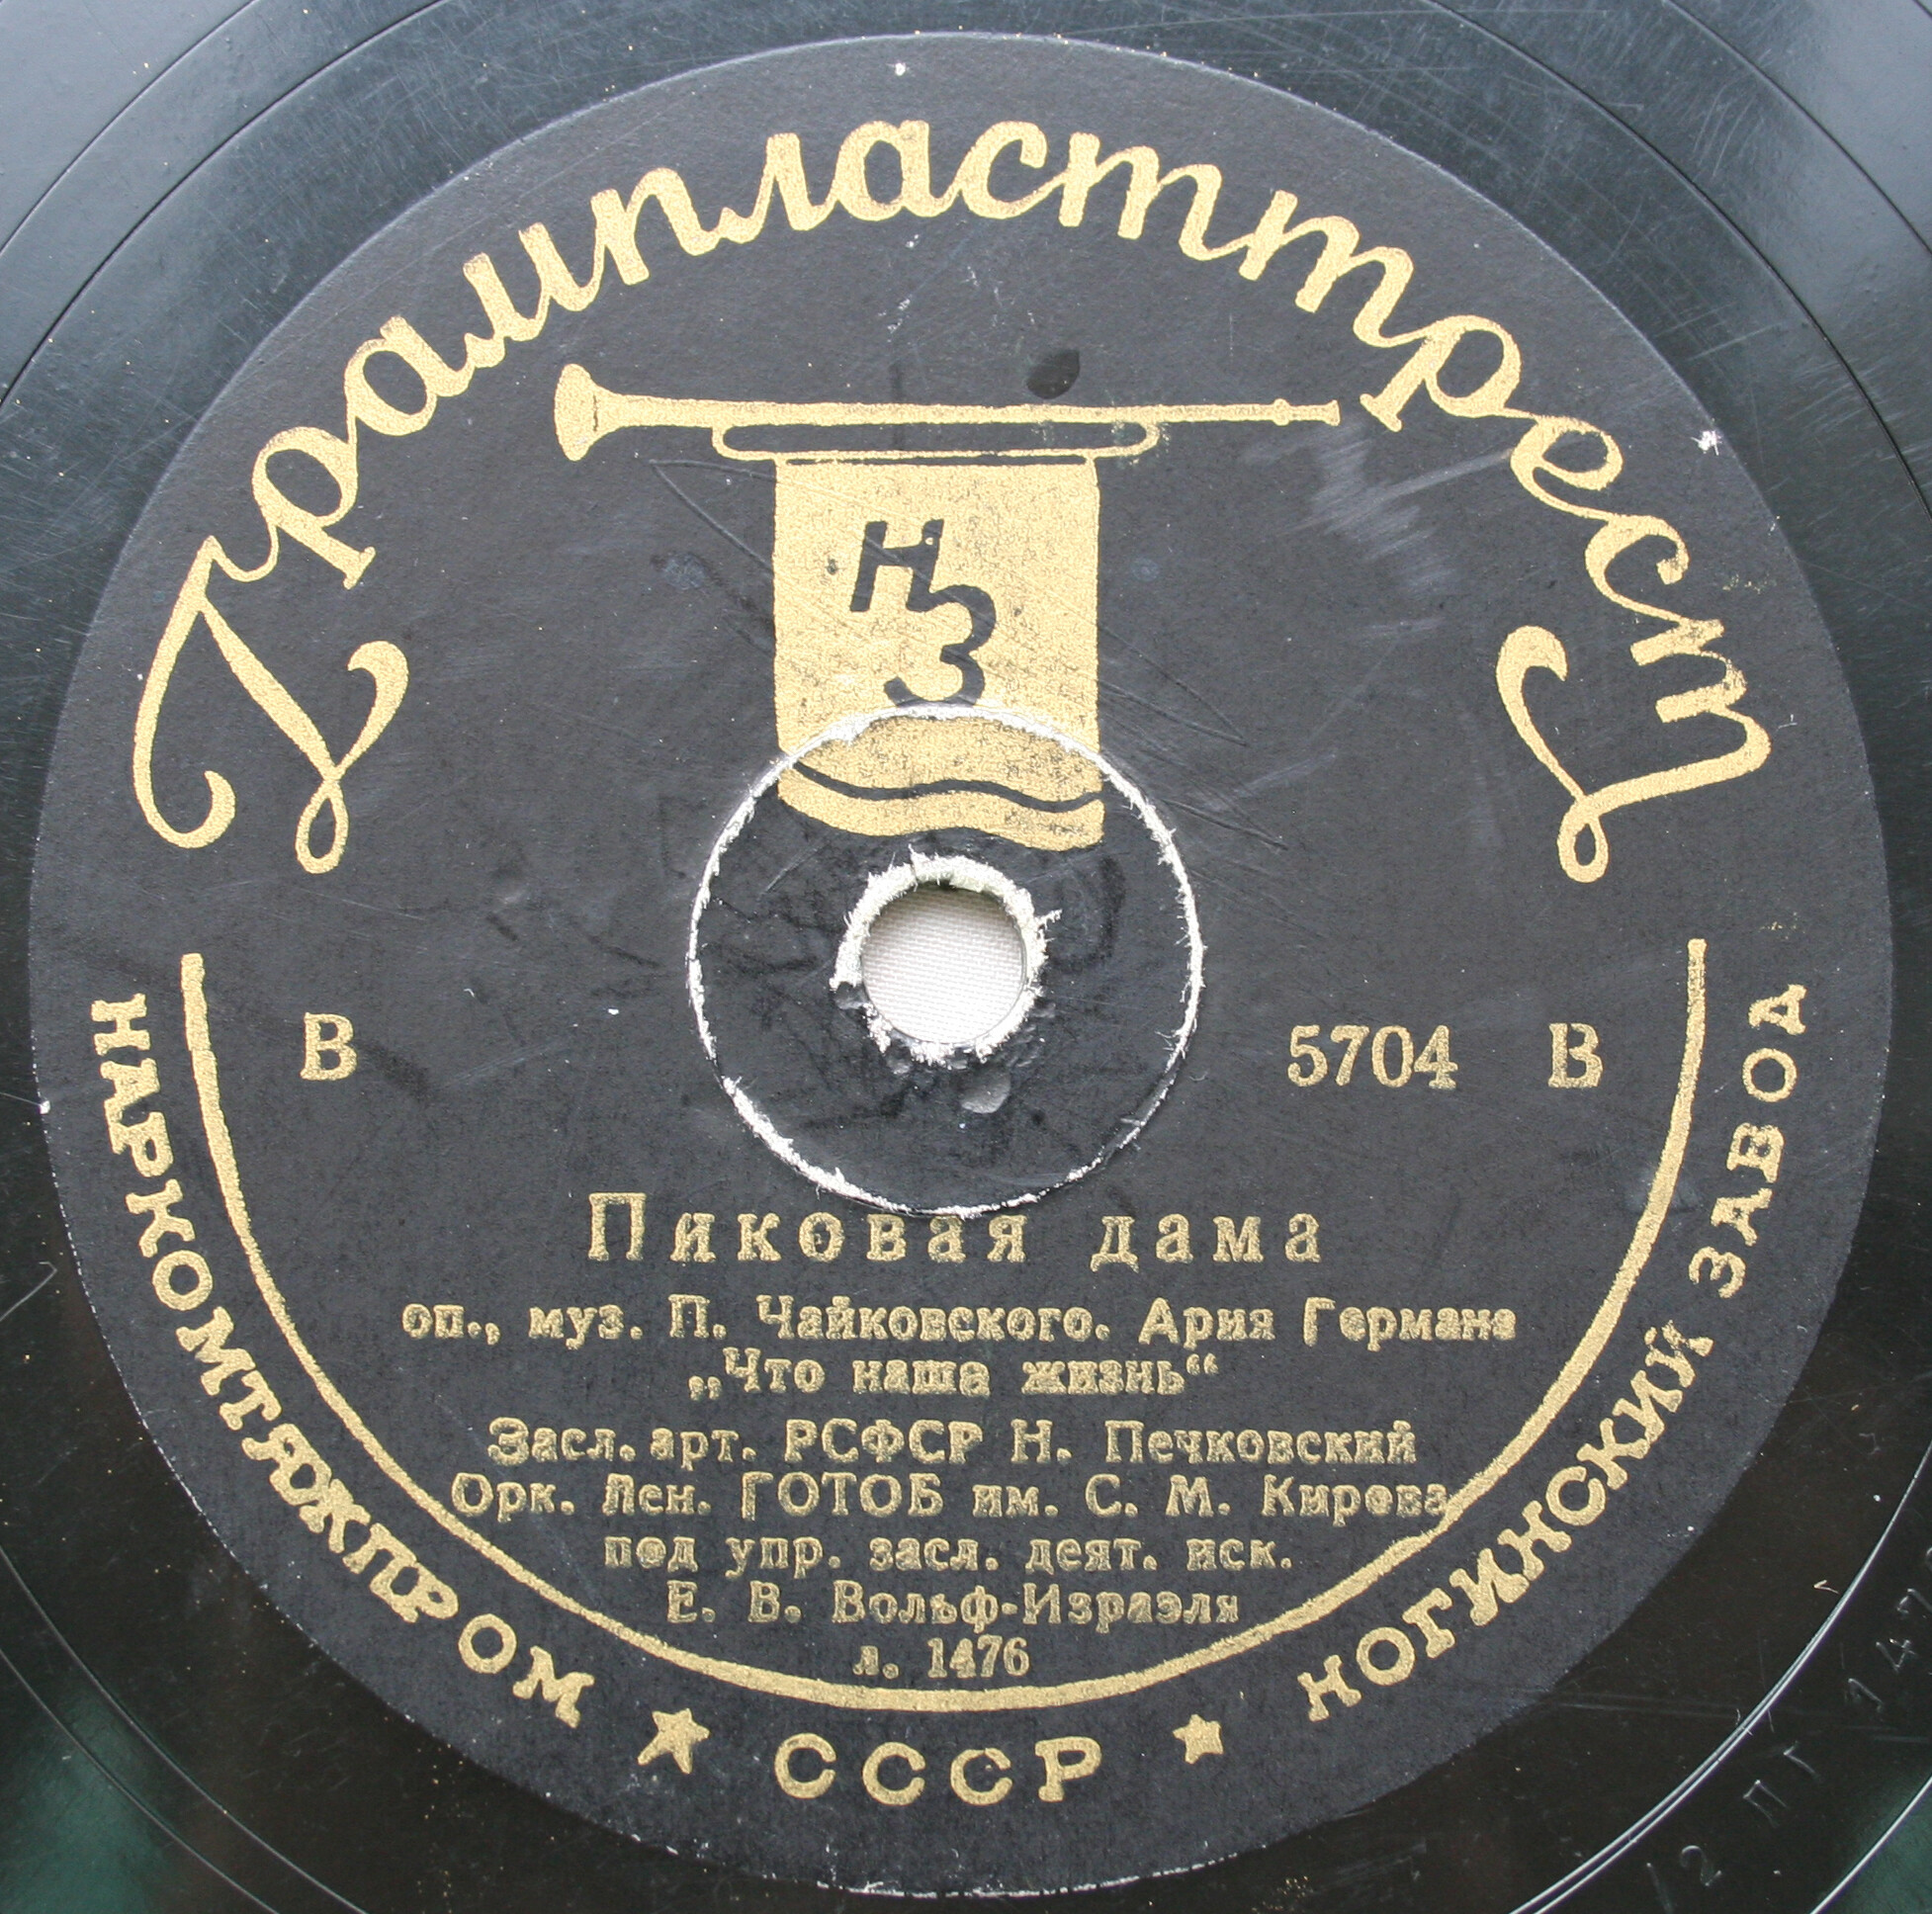 Грампласттрест
НЗ
В 5704 В
Пиковая дама
оп., муз. П. Чайковского. Ария Германа
„Что наша жизнь“
Засл. арт. РСФСР Н. Печковский
Орк. Лен. ГОТОБ им. С. М. Кирова
под упр. засл. деят. иск.
Е. В. Вольф-Израэля
л. 1476
НАРКОМТЯЖПРОМ ★ СССР ★ НОГИНСКИЙ ЗАВОД